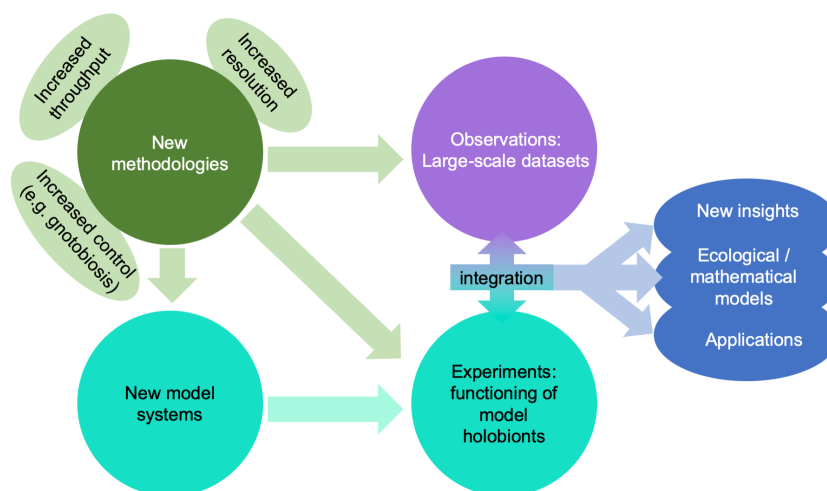 Increased
throughput
Increased
resolution
New
methodologies
Increased control
(e.g. gnotobiosis)
Observations:
Large-scale datasets
integration
New insights
Ecological /
mathematical
models
Applications
New model
systems
Experiments:
functioning of
model
holobionts